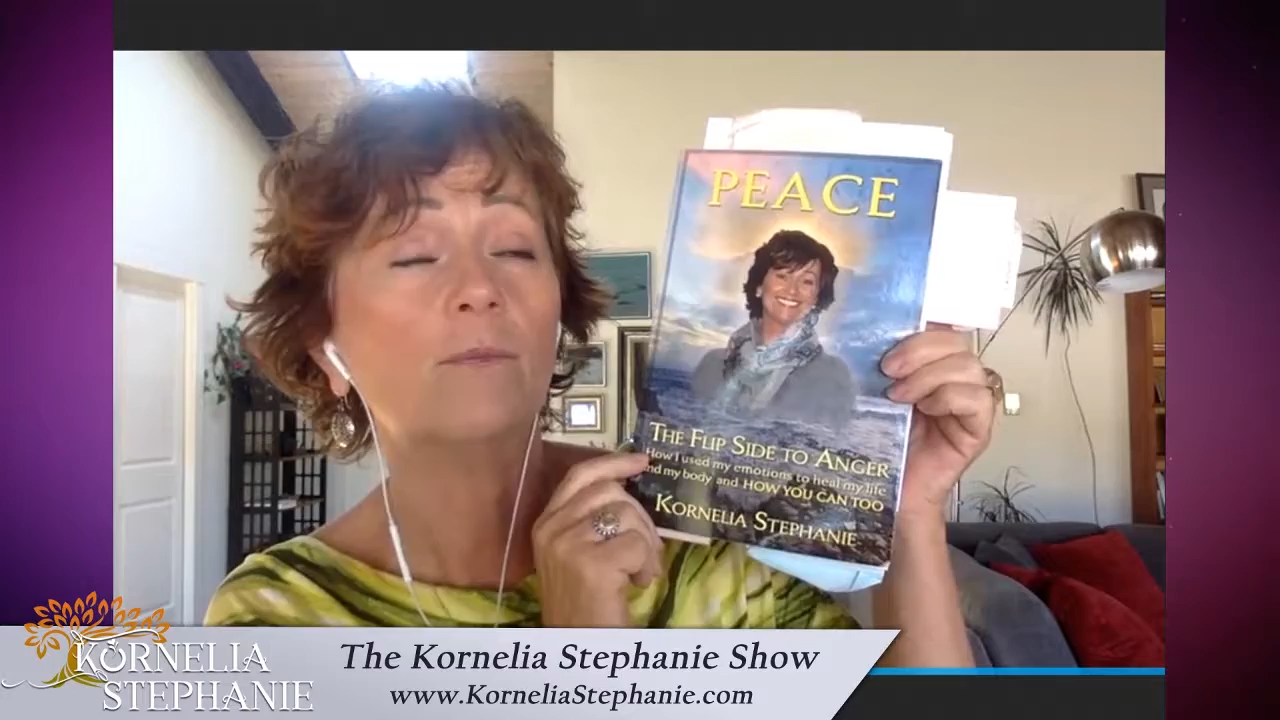 PEACE
THE FLIP SIDE TO ANGER
How I used my emotions to heal my life
and my body and HOW YOU CAN TOO
KORNELIA STEPHANIE
KORNELIA
STEPHANIE
The Kornelia Stephanie Show
www.KorneliaStephanie.com